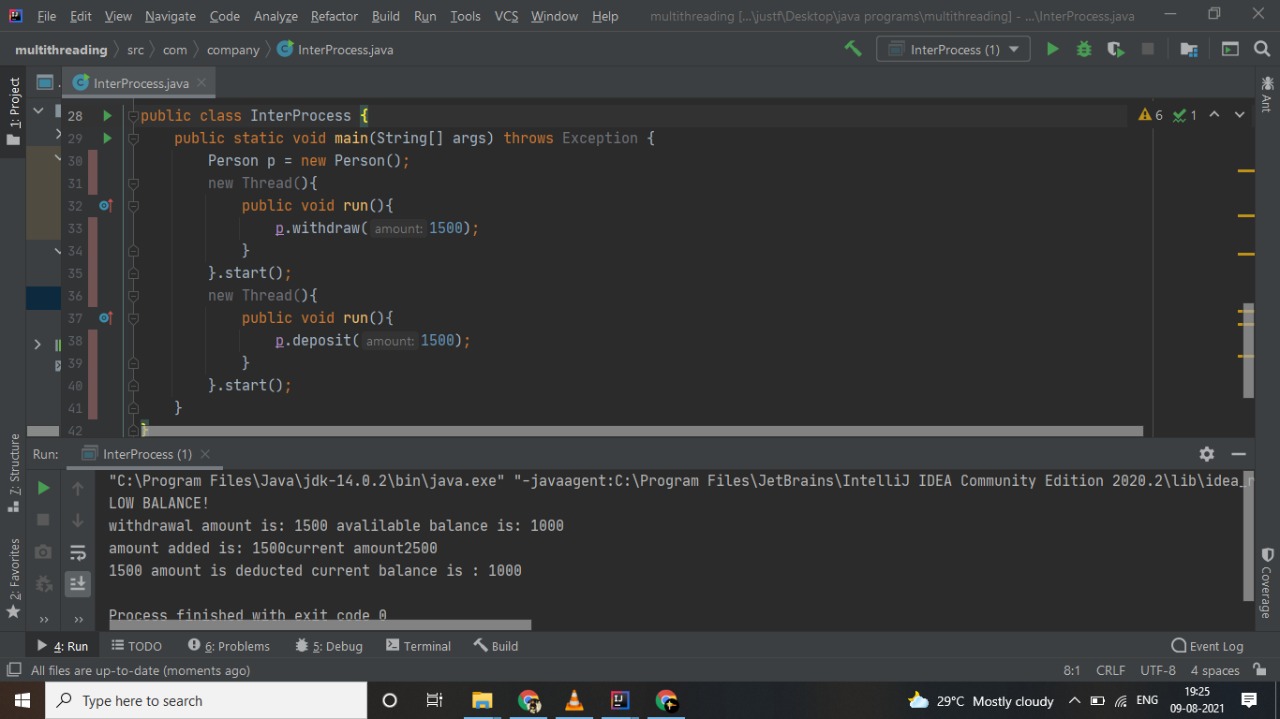 File Edit View Navigate Code Analyze Refactor Build Run Tools VCS Window Help multithreading [...\justf\Desktop\java programs\multithreading] - ...\InterProcess.java
multithreading src com company InterProcess.java InterProcess (1)
1: Project
InterProcess.java
Ant
28 public class InterProcess {
6 1
29 public static void main(String[] args) throws Exception {
30 Person p = new Person();
31 new Thread(){
32 public void run(){
33 p.withdraw( amount: 1500);
34 }
35 }.start();
36 new Thread(){
37 public void run(){
38 p.deposit( amount: 1500);
39 }
40 }.start();
41 }
42 }
Run: InterProcess (1)
7: Structure
2: Favorites
"C:\Program Files\Java\jdk-14.0.2\bin\java.exe" "-javaagent:C:\Program Files\JetBrains\IntelliJ IDEA Community Edition 2020.2\lib\idea_r
LOW BALANCE!
withdrawal amount is: 1500 avalilable balance is: 1000
amount added is: 1500current amount2500
1500 amount is deducted current balance is : 1000
Process finished with exit code 0
Coverage
4: Run TODO 6: Problems 5: Debug Terminal Build Event Log
All files are up-to-date (moments ago) 8:1 CRLF UTF-8 4 spaces
Type here to search 29°C Mostly cloudy ENG 19:25
09-08-2021